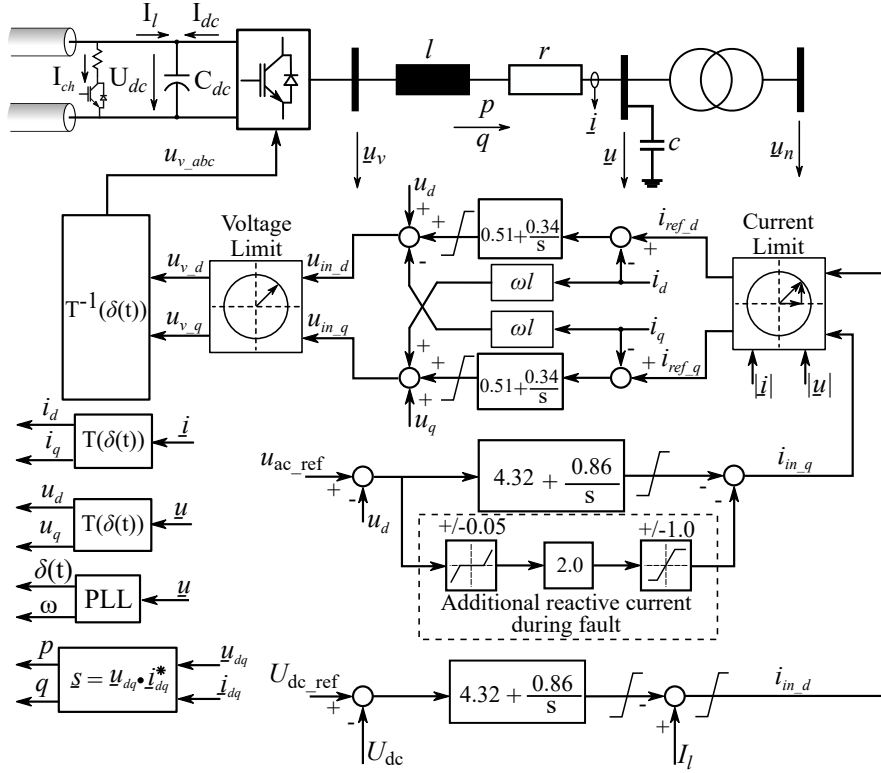 I_l I_dc
I_ch U_dc C_dc
l r
p
q
i
u_v u c u_n
u_v_abc
u_d
Voltage
Limit
0.51+0.34/s
i_ref_d
Current
Limit
+ + + - + -
u_v_d u_in_d
T⁻¹(δ(t))
ωl i_d
u_v_q u_in_q
ωl i_q
+ + + - +
0.51+0.34/s
i_ref_q
|i| |u|
u_q
i_d
i_q
T(δ(t)) i
u_ac_ref
+ -
4.32 + 0.86/s
- -
i_in_q
u_d
u_d
u_q
T(δ(t)) u
+/-0.05 +/-1.0
2.0
Additional reactive current
during fault
δ(t)
ω
PLL u
p
q
s = u_dq • i*_dq
u_dq
i_dq
U_dc_ref
+ -
4.32 + 0.86/s
- +
i_in_d
U_dc I_l